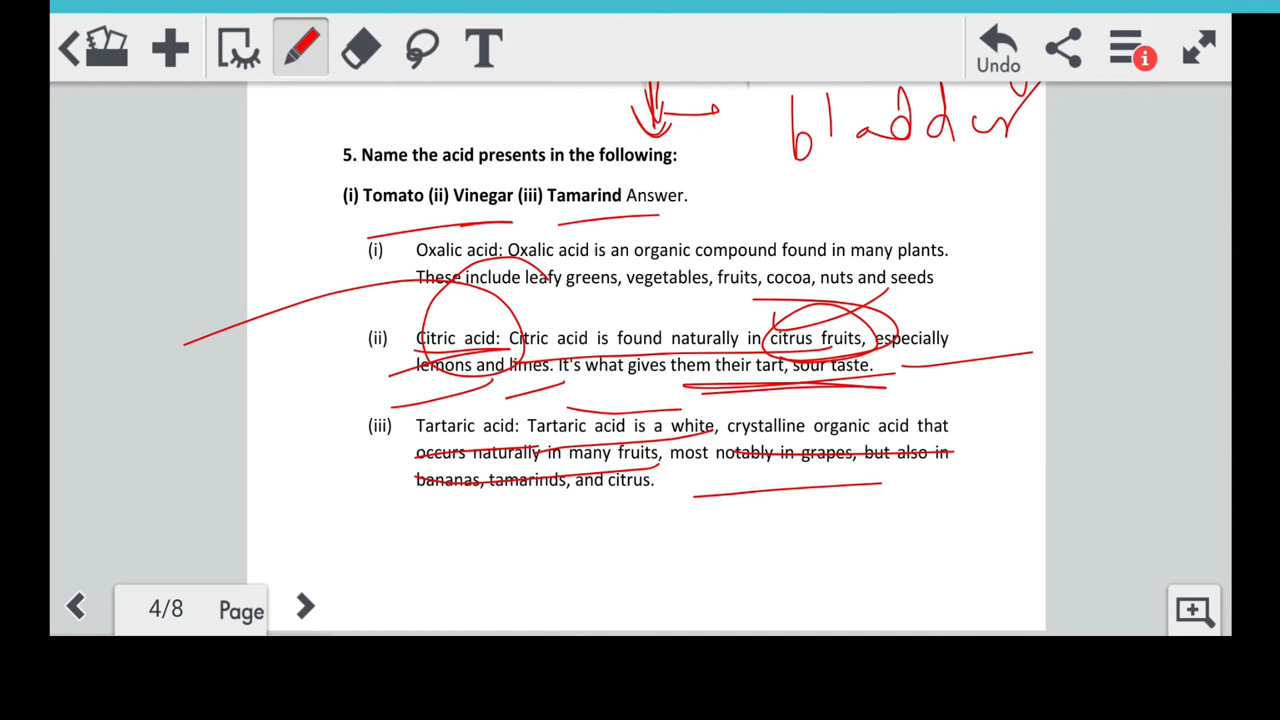 Undo
i
bladder
5. Name the acid presents in the following:
(i) Tomato (ii) Vinegar (iii) Tamarind Answer.
(i) Oxalic acid: Oxalic acid is an organic compound found in many plants.
These include leafy greens, vegetables, fruits, cocoa, nuts and seeds
(ii) Citric acid: Citric acid is found naturally in citrus fruits, especially
lemons and limes. It's what gives them their tart, sour taste.
(iii) Tartaric acid: Tartaric acid is a white, crystalline organic acid that
occurs naturally in many fruits, most notably in grapes, but also in
bananas, tamarinds, and citrus.
T
4/8 Page